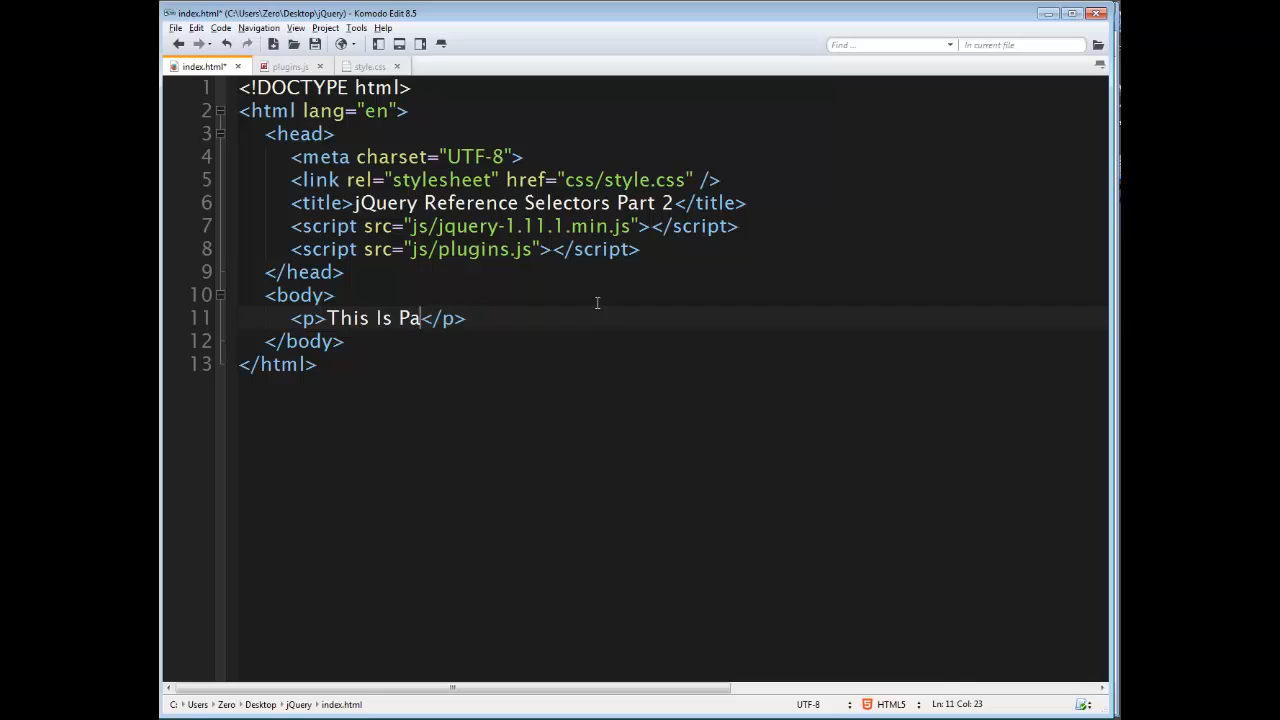 index.html* (C:\Users\Zero\Desktop\jQuery) - Komodo Edit 8.5
File Edit Code Navigation View Project Tools Help
Find ... In current file
index.html* plugins.js style.css
1 <!DOCTYPE html>
2 <html lang="en">
3 <head>
4 <meta charset="UTF-8">
5 <link rel="stylesheet" href="css/style.css" />
6 <title>jQuery Reference Selectors Part 2</title>
7 <script src="js/jquery-1.11.1.min.js"></script>
8 <script src="js/plugins.js"></script>
9 </head>
10 <body>
11 <p>This Is Pa</p>
12 </body>
13 </html>
C: Users Zero Desktop jQuery index.html UTF-8 HTML5 Ln: 11 Col: 23